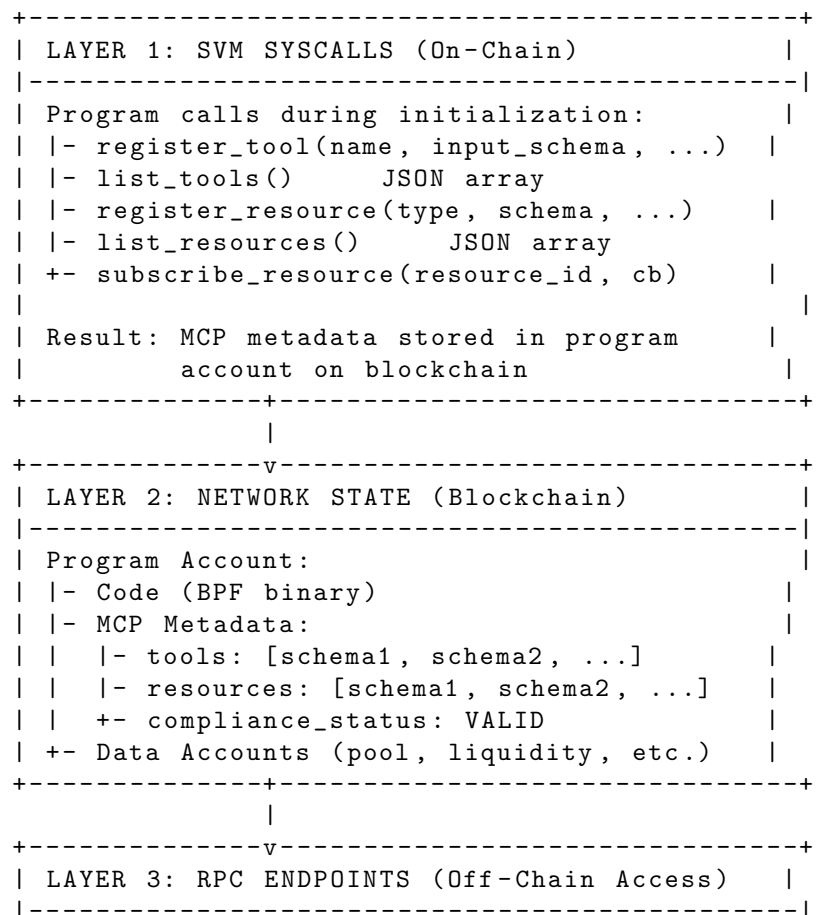 +----------------------------------------------+
| LAYER 1: SVM SYSCALLS (On-Chain)             |
|----------------------------------------------|
| Program calls during initialization:         |
| |- register_tool(name, input_schema, ...)  |
| |- list_tools()     JSON array
| |- register_resource(type, schema, ...)    |
| |- list_resources()     JSON array
| +- subscribe_resource(resource_id, cb)     |
|                                              |
| Result: MCP metadata stored in program     |
|         account on blockchain               |
+--------------+-------------------------------+
               |
+--------------v-------------------------------+
| LAYER 2: NETWORK STATE (Blockchain)          |
|----------------------------------------------|
| Program Account:                             |
| |- Code (BPF binary)                        |
| |- MCP Metadata:                            |
| |  |- tools: [schema1, schema2, ...]       |
| |  |- resources: [schema1, schema2, ...]   |
| |  +- compliance_status: VALID             |
| +- Data Accounts (pool, liquidity, etc.)   |
+--------------+-------------------------------+
               |
+--------------v-------------------------------+
| LAYER 3: RPC ENDPOINTS (Off-Chain Access)   |
|----------------------------------------------|